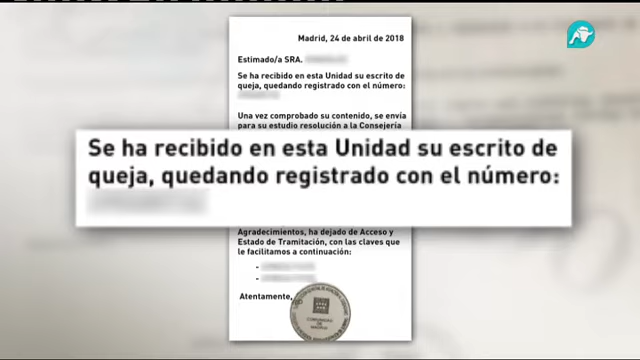 Madrid, 24 de abril de 2018
Estimado/a SRA.
Se ha recibido en esta Unidad su escrito de
queja, quedando registrado con el número:
Una vez comprobado su contenido, se envía
para su estudio resolución a la Consejería
Se ha recibido en esta Unidad su escrito de
queja, quedando registrado con el número:
Agradecimientos, ha dejado de Acceso y
Estado de Tramitación, con las claves que
le facilitamos a continuación:
-
-
Atentamente,
COMUNIDAD
DE
MADRID